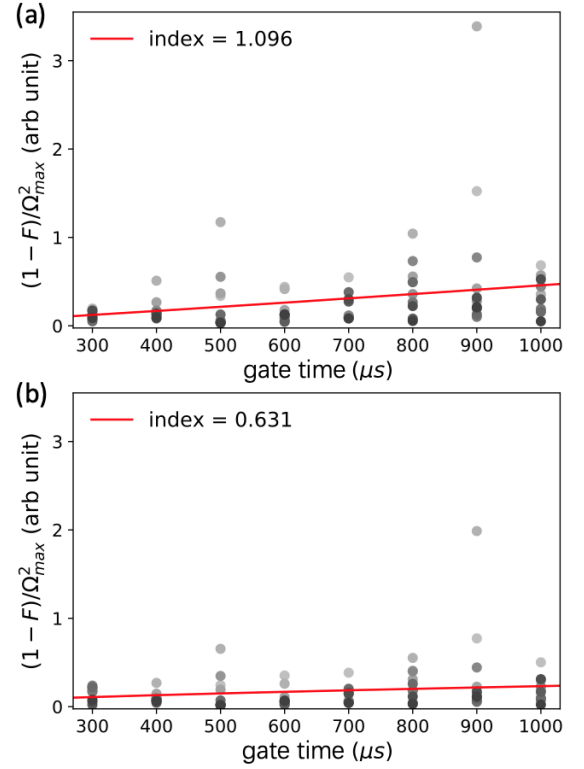 (a)
index = 1.096
(1 − F)/Ω²max (arb unit)
3
2
1
0
300 400 500 600 700 800 900 1000
gate time (μs)
(b)
index = 0.631
(1 − F)/Ω²max (arb unit)
3
2
1
0
300 400 500 600 700 800 900 1000
gate time (μs)